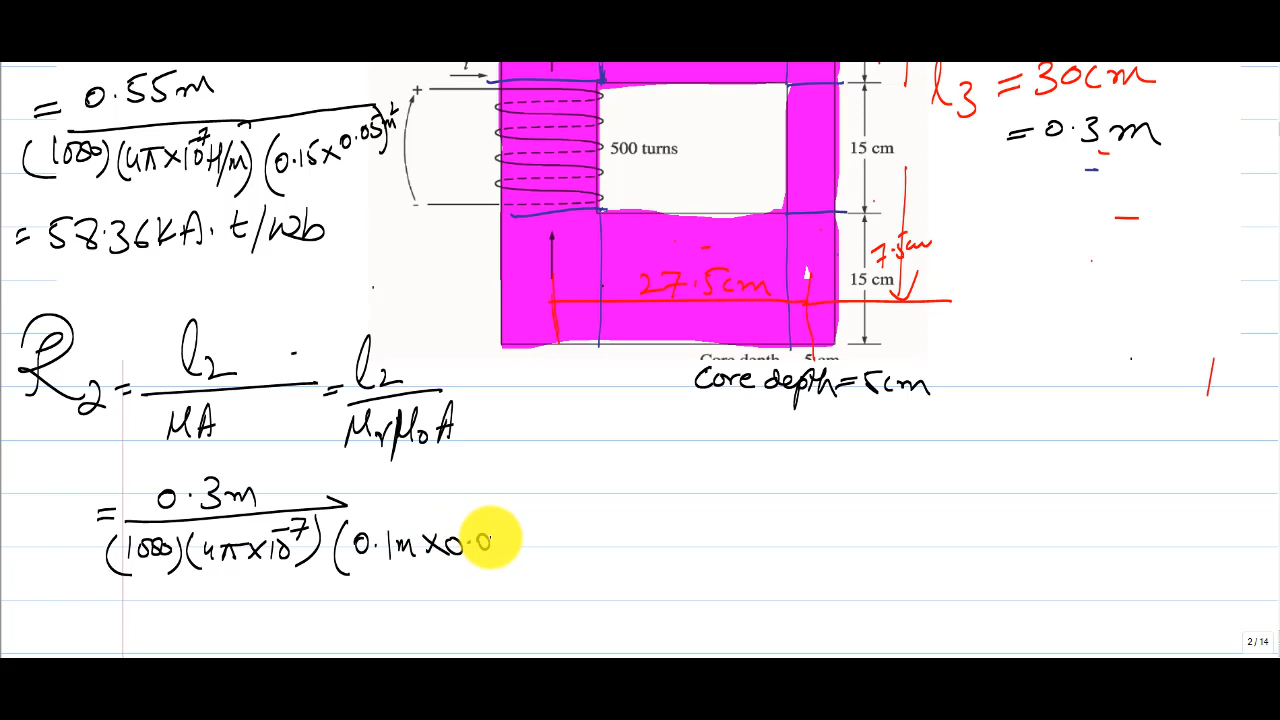 = 0.55m
(1000)(4π×10⁻⁷H/m)(0.15×0.05)m²
= 58.36KA.t/wb
i
+
-
500 turns
15 cm
15 cm
27.5cm
7.5cm
l3 = 30cm
= 0.3m
Core depth = 5cm
R2 = l2/μA = l2/μrμ0A
= 0.3m
(1000)(4π×10⁻⁷)(0.1m×0.0
2 / 14